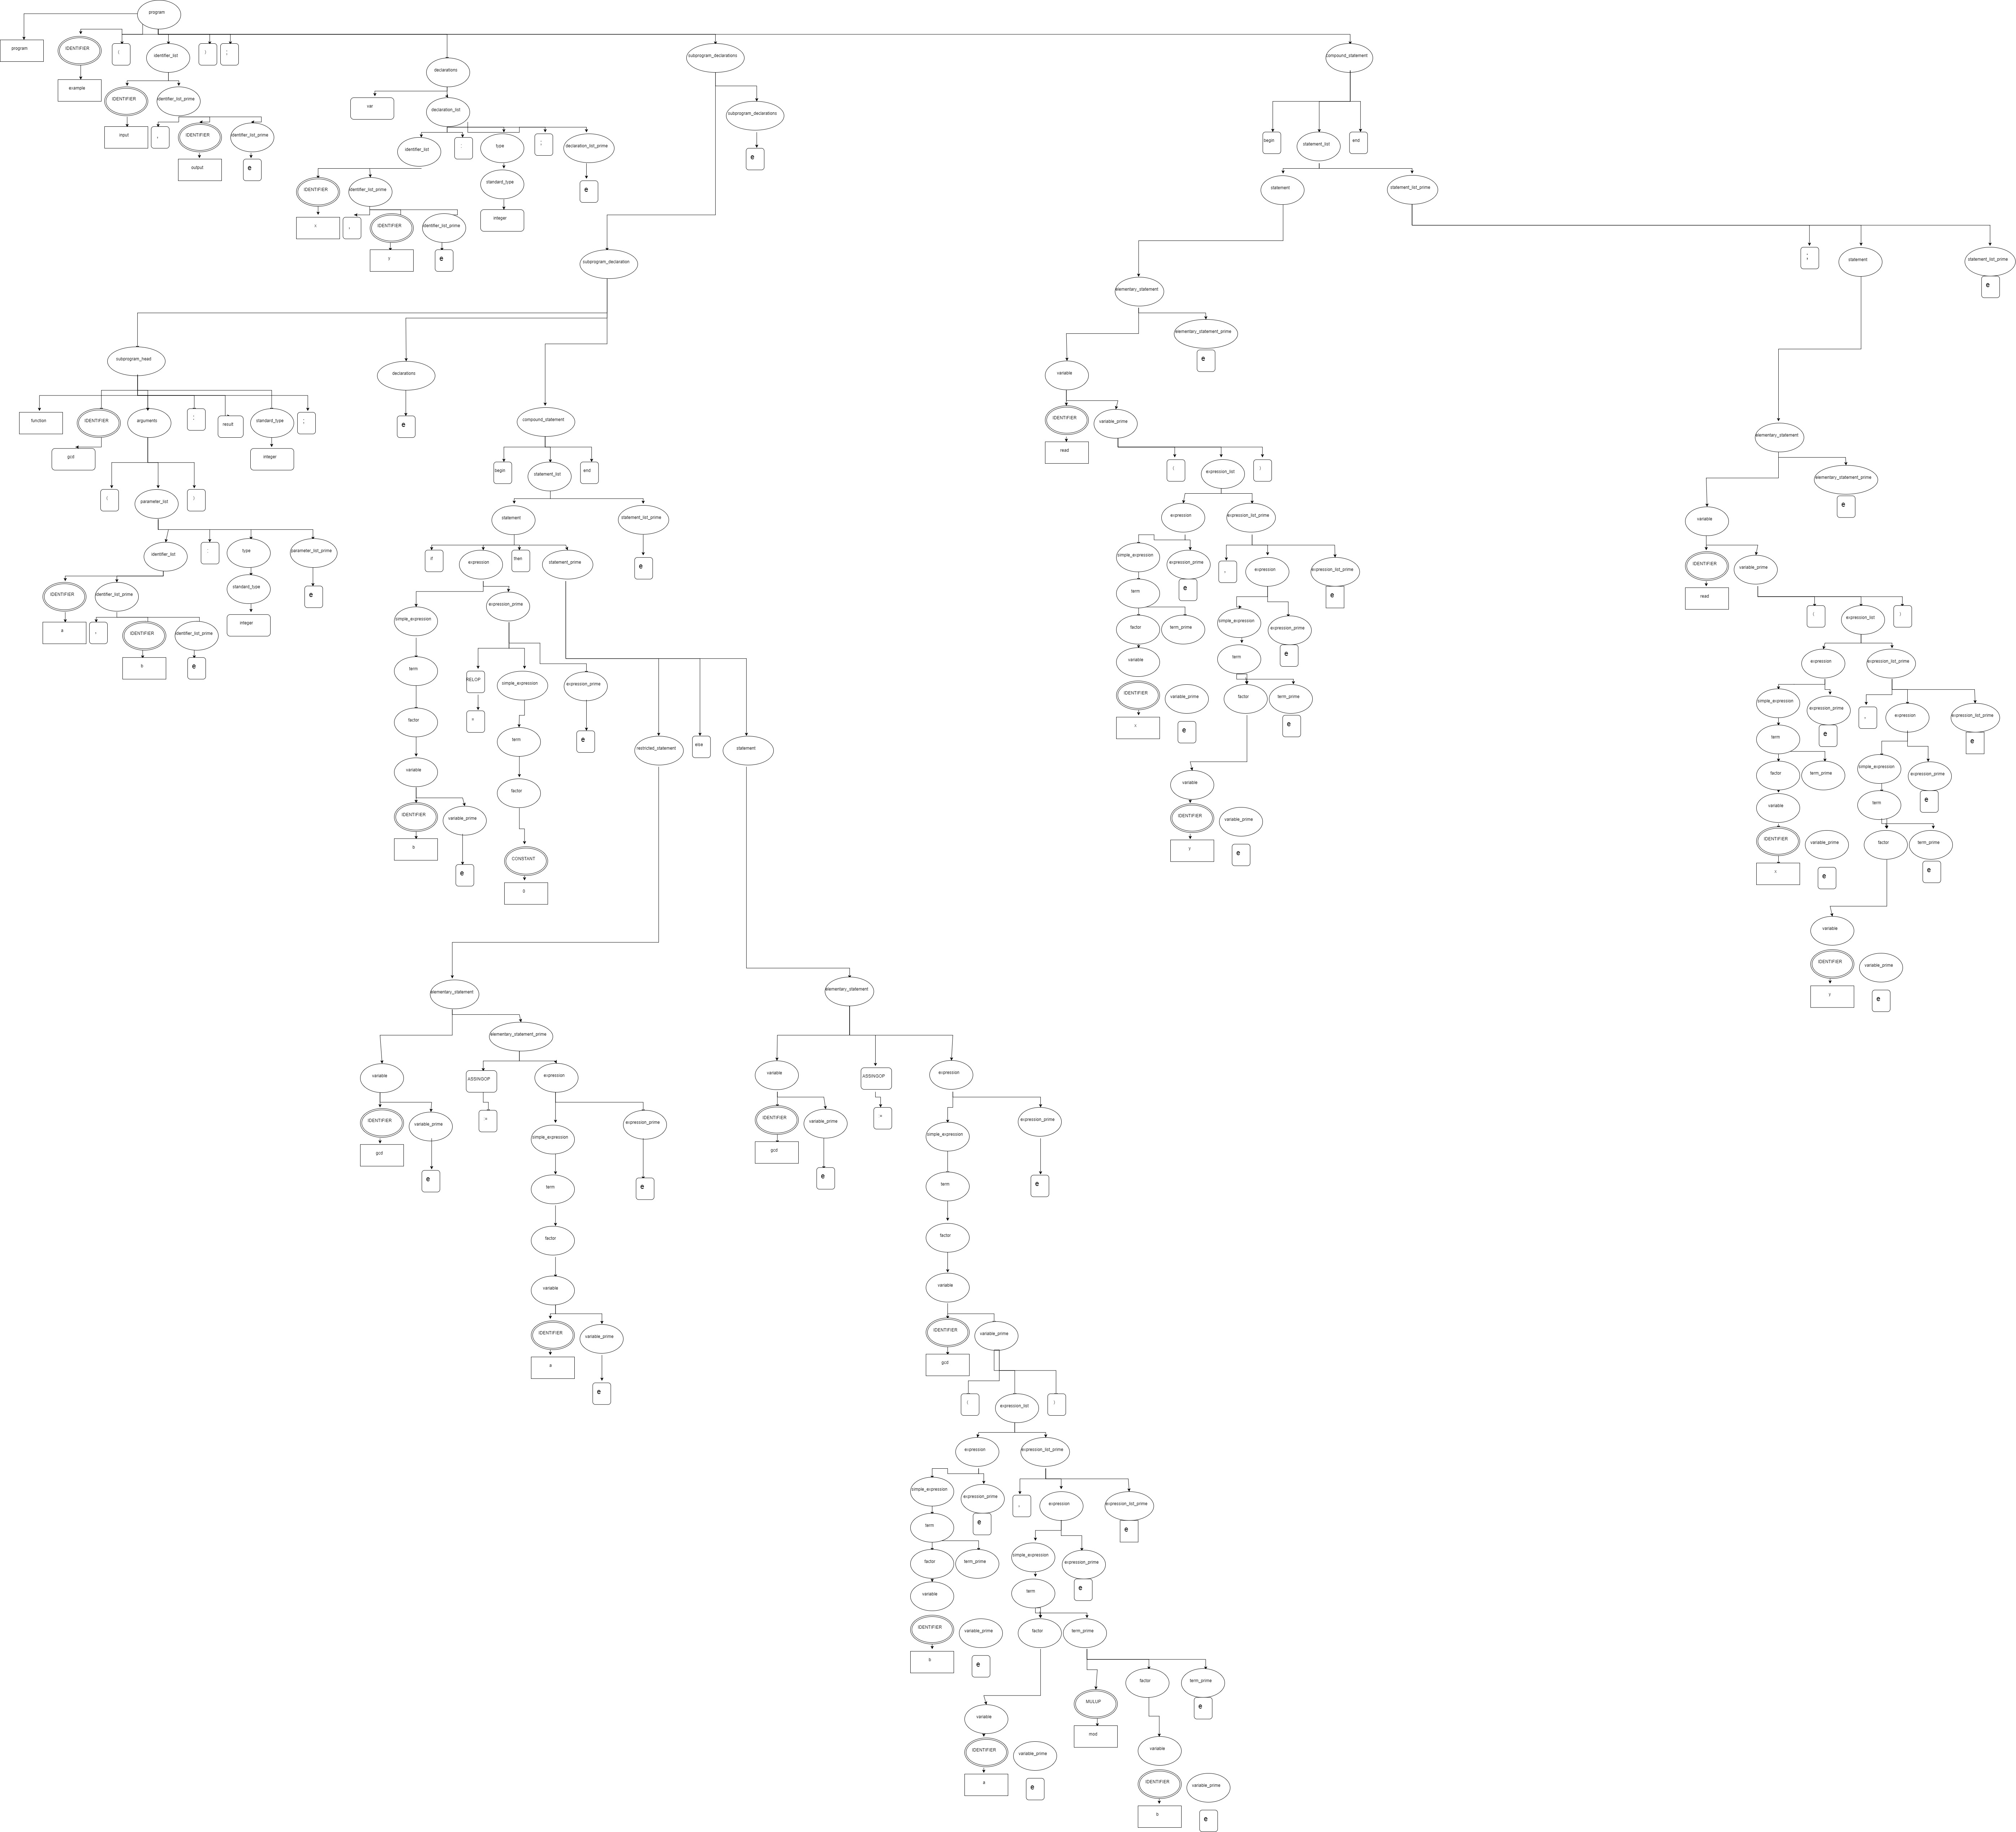 program
program
IDENTIFIER
(
identifier_list
)
;
declarations
subprogram_declarations
compound_statement
example
IDENTIFIER
identifier_list_prime
var
declaration_list
subprogram_declarations
input
,
IDENTIFIER
identifier_list_prime
output
e
identifier_list
:
type
;
declaration_list_prime
e
begin
statement_list
end
IDENTIFIER
identifier_list_prime
standard_type
e
statement
statement_list_prime
x
,
IDENTIFIER
identifier_list_prime
integer
y
e
subprogram_declaration
;
statement
statement_list_prime
e
elementary_statement
elementary_statement_prime
e
subprogram_head
declarations
variable
function
IDENTIFIER
arguments
:
result
standard_type
;
e
compound_statement
IDENTIFIER
variable_prime
elementary_statement
gcd
integer
begin
statement_list
end
read
(
expression_list
)
elementary_statement_prime
e
(
parameter_list
)
statement
statement_list_prime
expression
expression_list_prime
variable
identifier_list
:
type
parameter_list_prime
if
expression
then
statement_prime
e
simple_expression
expression_prime
e
,
expression
expression_list_prime
e
IDENTIFIER
variable_prime
IDENTIFIER
identifier_list_prime
standard_type
e
term
read
(
expression_list
)
a
,
IDENTIFIER
identifier_list_prime
integer
simple_expression
expression_prime
factor
term_prime
simple_expression
expression_prime
e
b
e
term
RELOP
simple_expression
expression_prime
variable
term
expression
expression_list_prime
=
e
IDENTIFIER
variable_prime
factor
term_prime
e
simple_expression
expression_prime
e
,
expression
expression_list_prime
e
factor
term
restricled_statement
else
statement
x
e
term
variable
factor
variable
factor
term_prime
simple_expression
expression_prime
e
IDENTIFIER
variable_prime
IDENTIFIER
variable_prime
variable
term
B
e
CONSTANT
y
e
IDENTIFIER
variable_prime
factor
term_prime
e
0
x
e
variable
IDENTIFIER
variable_prime
y
e
elementary_statement
elementary_statement
elementary_statement_prime
variable
ASSINGOP
expression
variable
ASSINGOP
expression
IDENTIFIER
variable_prime
=
expression_prime
IDENTIFIER
variable_prime
=
expression_prime
gcd
e
simple_expression
e
gcd
e
simple_expression
e
term
term
factor
factor
variable
variable
IDENTIFIER
variable_prime
IDENTIFIER
variable_prime
a
e
gcd
(
expression_list
)
expression
expression_list_prime
simple_expression
expression_prime
e
,
expression
expression_list_prime
e
term
simple_expression
expression_prime
e
factor
term_prime
variable
term
IDENTIFIER
variable_prime
factor
term_prime
b
e
factor
term_prime
e
variable
MULUP
mod
IDENTIFIER
variable_prime
variable
a
e
IDENTIFIER
variable_prime
b
e